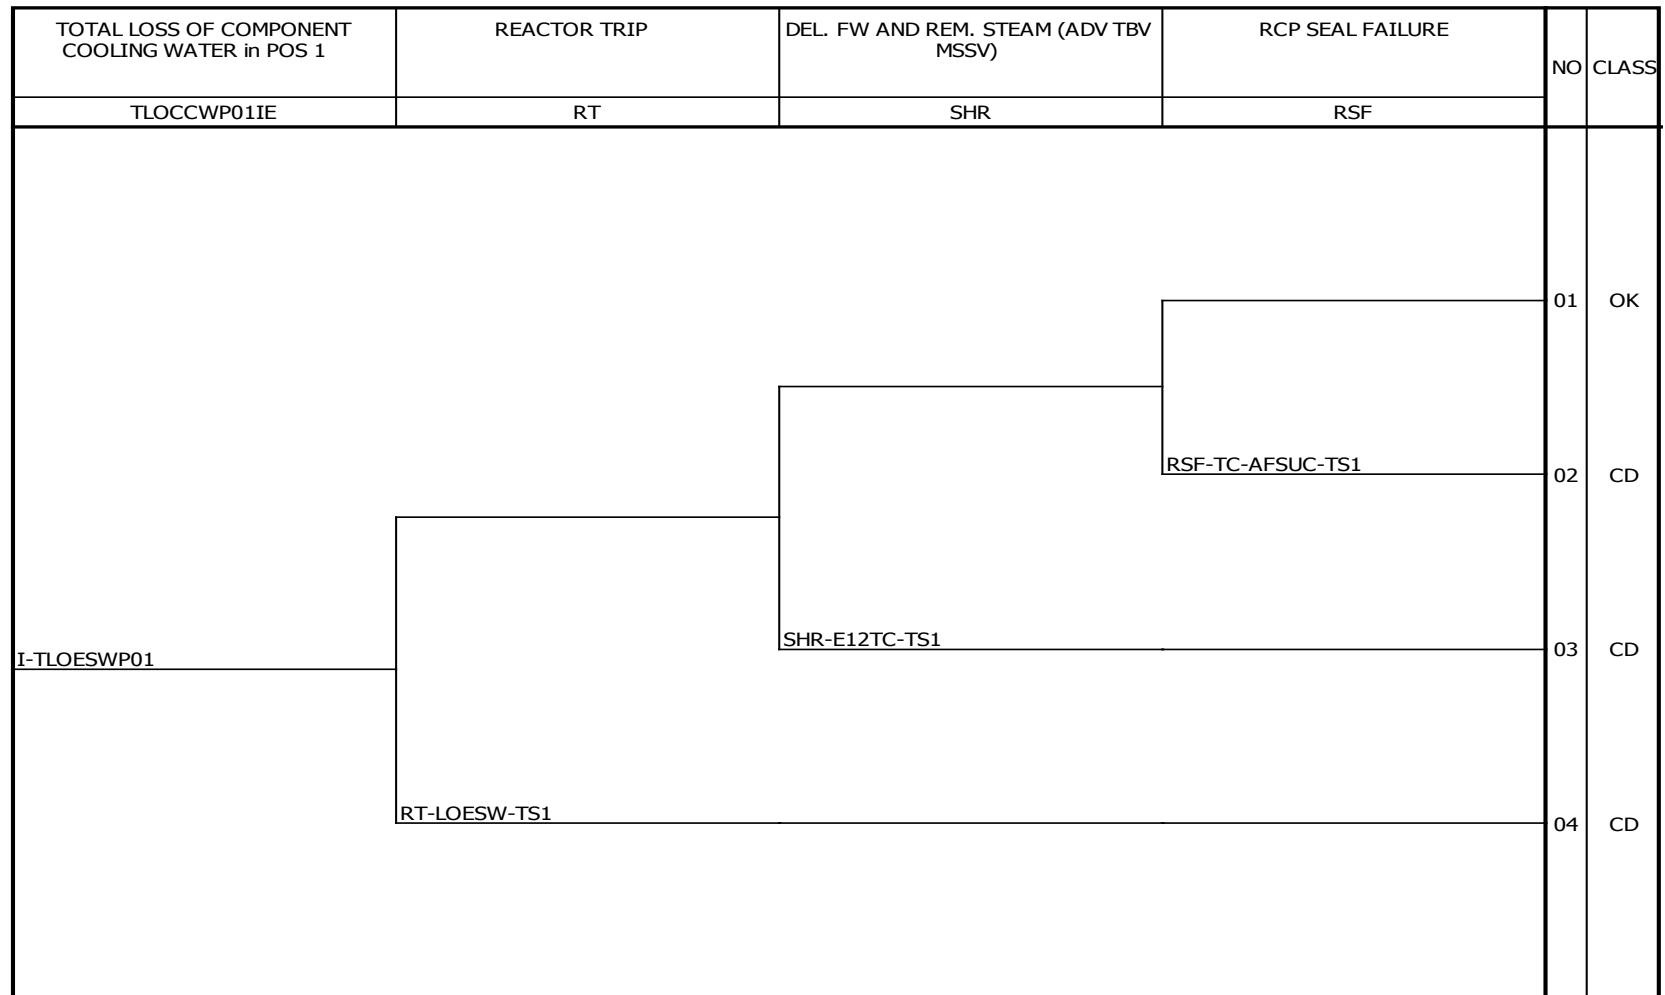 TOTAL LOSS OF COMPONENT
COOLING WATER in POS 1
REACTOR TRIP
DEL. FW AND REM. STEAM (ADV TBV
MSSV)
RCP SEAL FAILURE
NO
CLASS
TLOCCWP01IE
RT
SHR
RSF
01
OK
RSF-TC-AFSUC-TS1
02
CD
SHR-E12TC-TS1
03
CD
I-TLOESWP01
RT-LOESW-TS1
04
CD